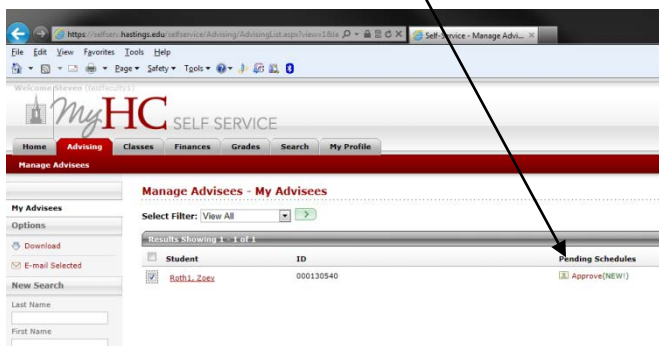 https://selfserv.hastings.edu/selfservice/Advising/AdvisingList.aspx?view=
Self-Service - Manage Advi...
File Edit View Favorites Tools Help
Page Safety Tools
Welcome Steven (testfaculty1)
MyHC SELF SERVICE
Home Advising Classes Finances Grades Search My Profile
Manage Advisees
Manage Advisees - My Advisees
My Advisees
Select Filter: View All
Options
Results Showing 1 - 1 of 1
Download
Student ID Pending Schedules
E-mail Selected
Roth1, Zoey 000130540 Approve(NEW!)
New Search
Last Name
First Name